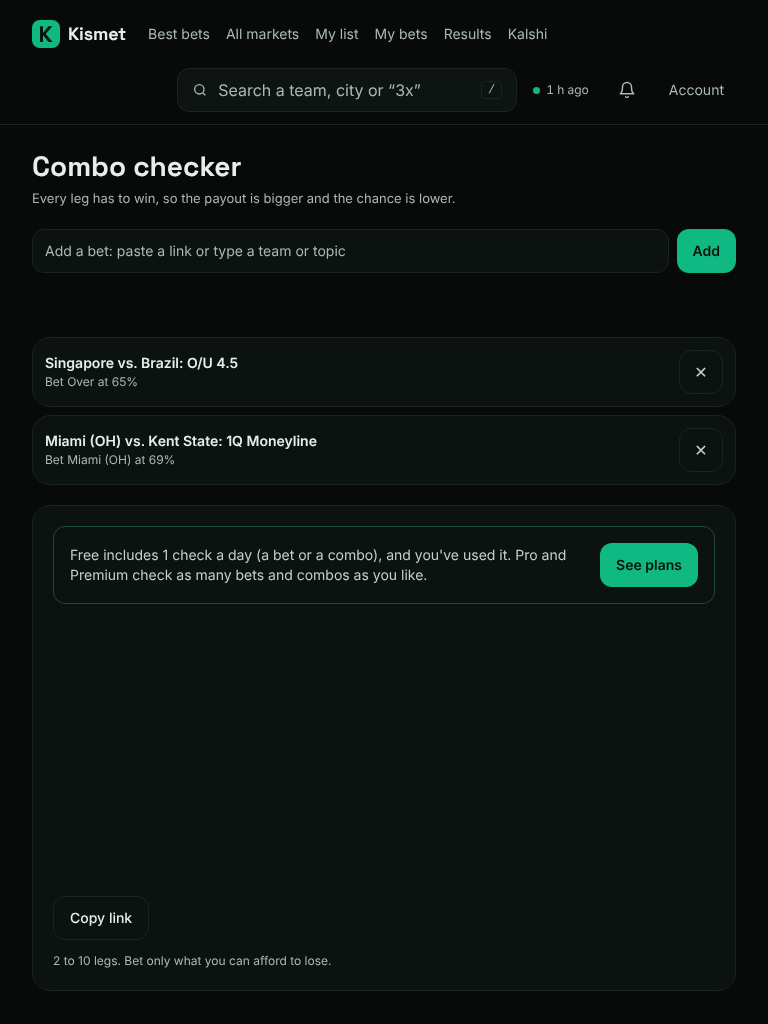 Kismet
Best bets
All markets
My list
My bets
Results
Kalshi
Search a team, city or “3x”
/
1 h ago
Account
Combo checker
Every leg has to win, so the payout is bigger and the chance is lower.
Add a bet: paste a link or type a team or topic
Add
Singapore vs. Brazil: O/U 4.5
Bet Over at 65%
✕
Miami (OH) vs. Kent State: 1Q Moneyline
Bet Miami (OH) at 69%
✕
Free includes 1 check a day (a bet or a combo), and you've used it. Pro and
Premium check as many bets and combos as you like.
See plans
Copy link
2 to 10 legs. Bet only what you can afford to lose.